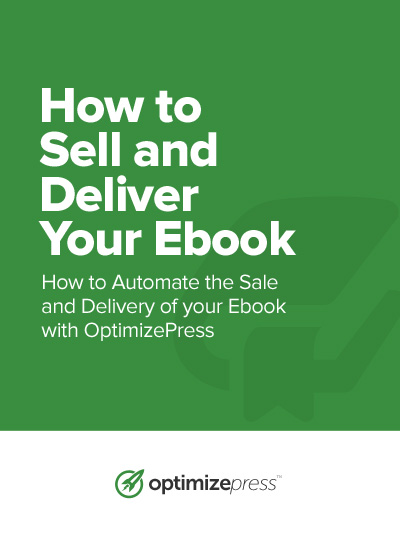 How to
Sell and
Deliver
Your Ebook
How to Automate the Sale
and Delivery of your Ebook
with OptimizePress
optimizepress™